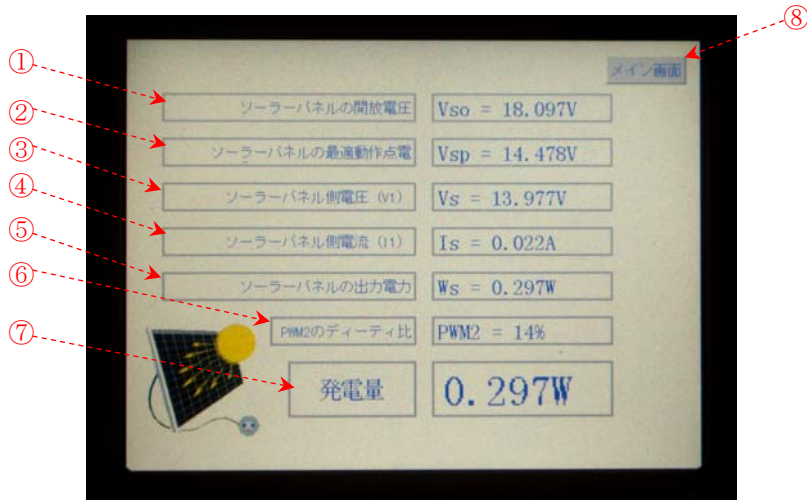 ⑧
メイン画面
① ソーラーパネルの開放電圧 Vso = 18.097V
② ソーラーパネルの最適動作点電 Vsp = 14.478V
③ ソーラーパネル側電圧 (V1) Vs = 13.977V
④ ソーラーパネル側電流 (I1) Is = 0.022A
⑤ ソーラーパネルの出力電力 Ws = 0.297W
⑥ PWM2のディーティ比 PWM2 = 14%
⑦ 発電量 0.297W